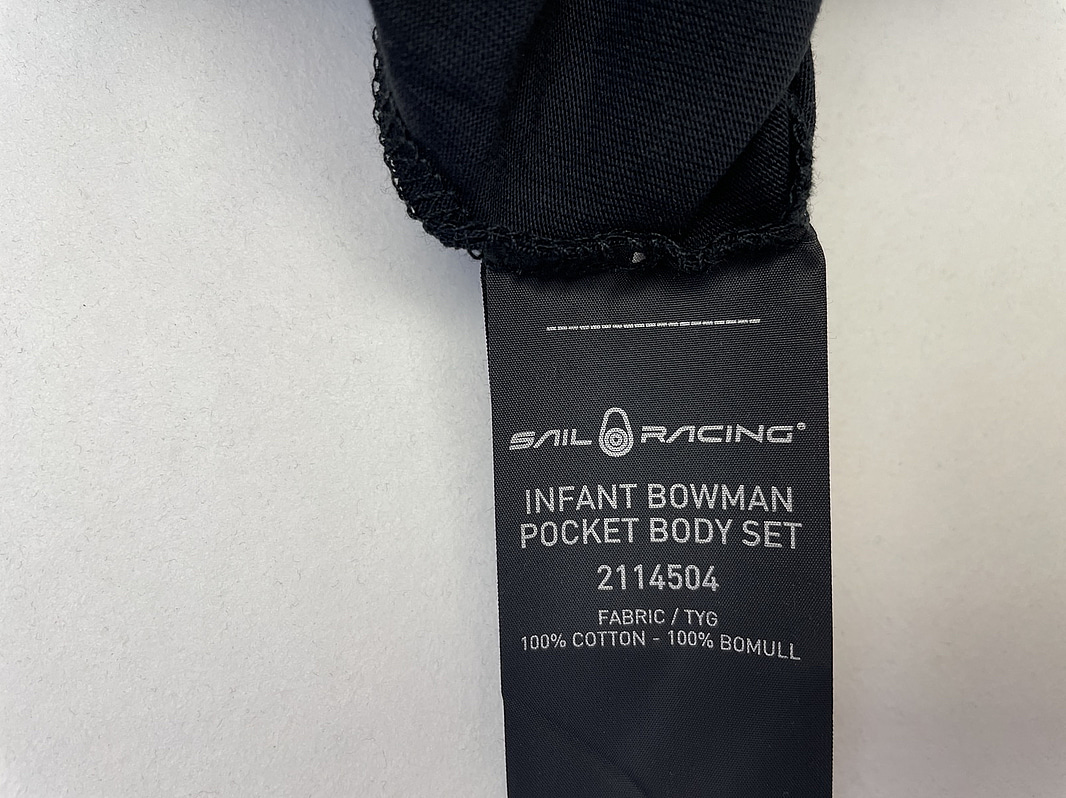 SAIL RACING®
INFANT BOWMAN
POCKET BODY SET
2114504
FABRIC / TYG
100% COTTON - 100% BOMULL